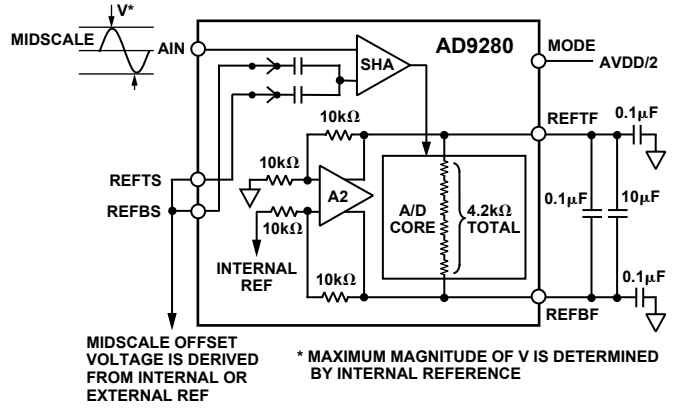 V*
MIDSCALE
AIN
AD9280
SHA
MODE
AVDD/2
10kΩ
REFTF
0.1µF
10kΩ
REFTS
A2
A/D
CORE
4.2kΩ
TOTAL
0.1µF
10µF
REFBS
10kΩ
INTERNAL
REF
10kΩ
0.1µF
REFBF
MIDSCALE OFFSET
VOLTAGE IS DERIVED
FROM INTERNAL OR
EXTERNAL REF
* MAXIMUM MAGNITUDE OF V IS DETERMINED
BY INTERNAL REFERENCE